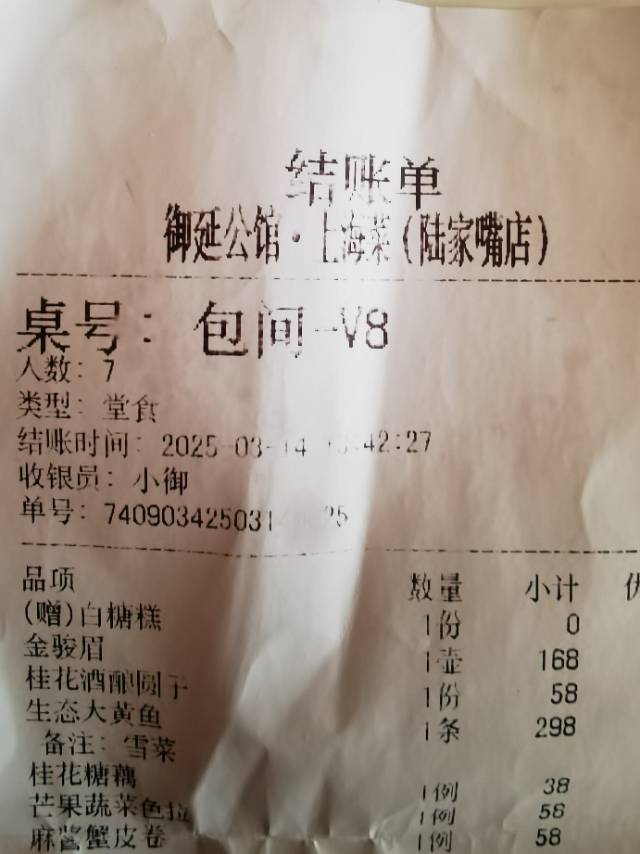 结账单
御延公馆·上海菜(陆家嘴店)
桌号: 包间-V8
人数: 7
类型: 堂食
结账时间: 2025-03-14 :42:27
收银员: 小御
单号: 740903425031 25
品项 数量 小计
(赠)白糖糕 1份 0
金骏眉 1壶 168
桂花酒酿圆子 1份 58
生态大黄鱼 1条 298
备注: 雪菜
桂花糖藕 1例 38
芒果蔬菜色拉 1例 58
麻酱蟹皮卷 1例 58